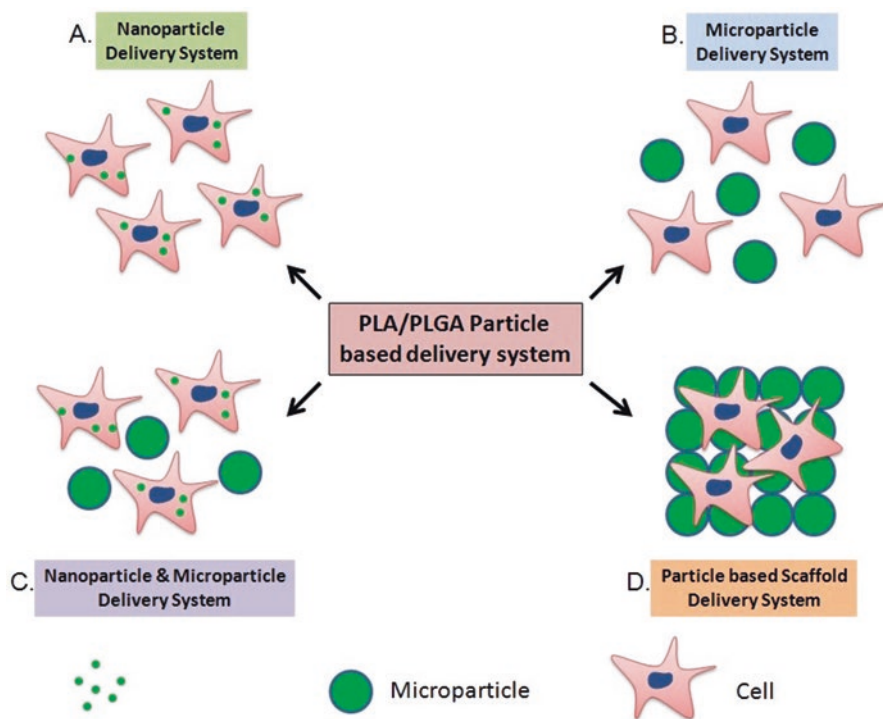 A.
Nanoparticle
Delivery System
B.
Microparticle
Delivery System
PLA/PLGA Particle
based delivery system
C.
Nanoparticle & Microparticle
Delivery System
D.
Particle based Scaffold
Delivery System
Microparticle
Cell